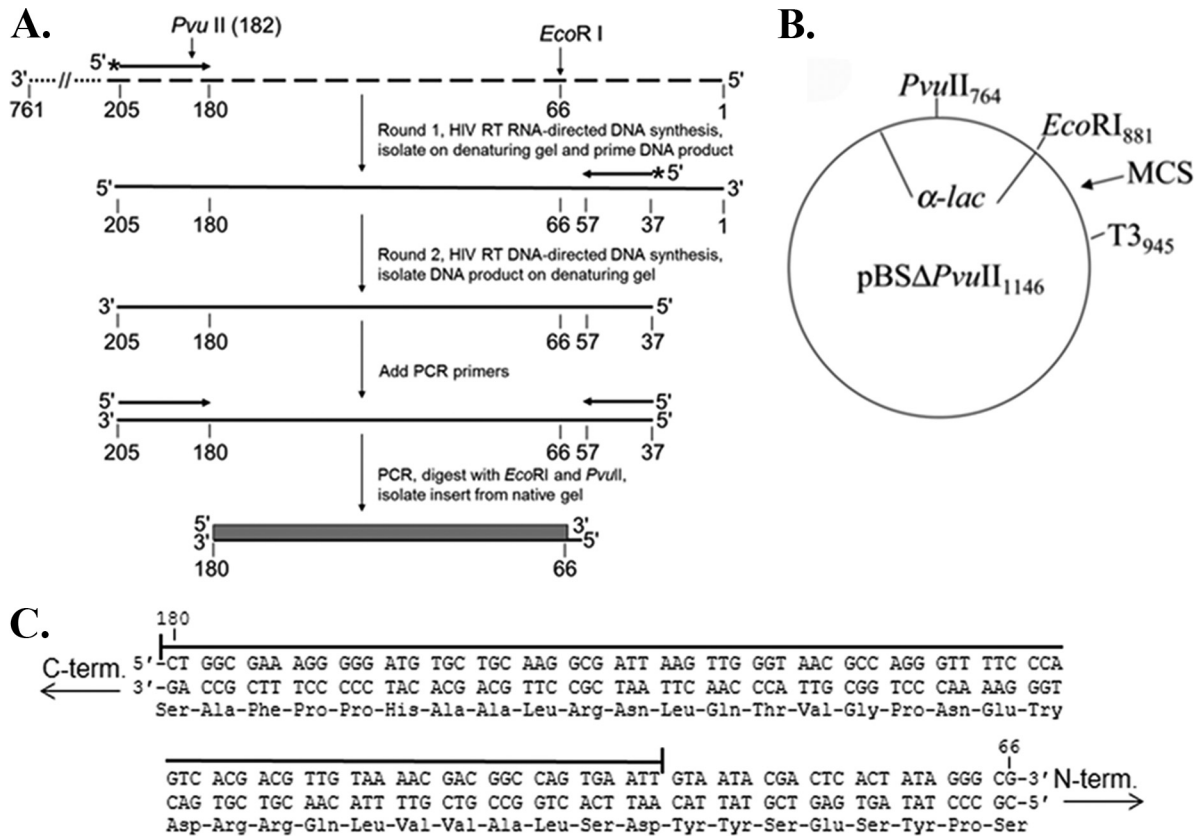 A.
Pvu II (182)
EcoR I
5'*
3' // 5'
761 205 180 66 1
Round 1, HIV RT RNA-directed DNA synthesis,
isolate on denaturing gel and prime DNA product
*5'
5' 3'
205 180 66 57 37 1
Round 2, HIV RT DNA-directed DNA synthesis,
isolate DNA product on denaturing gel
3' 5'
205 180 66 57 37
Add PCR primers
5' 5'
3' 5'
205 180 66 57 37
PCR, digest with EcoRI and PvuII,
isolate insert from native gel
5' 3'
3' 5'
180 66
B.
PvuII764
EcoRI881
MCS
α-lac
T3945
pBSΔPvuII1146
C.
180
C-term. 5'-CT GGC GAA AGG GGG ATG TGC TGC AAG GCG ATT AAG TTG GGT AAC GCC AGG GTT TTC CCA
3'-GA CCG CTT TCC CCC TAC ACG ACG TTC CGC TAA TTC AAC CCA TTG CGG TCC CAA AAG GGT
Ser-Ala-Phe-Pro-Pro-His-Ala-Ala-Leu-Arg-Asn-Leu-Gln-Thr-Val-Gly-Pro-Asn-Glu-Try
66
GTC ACG ACG TTG TAA AAC GAC GGC CAG TGA ATT GTA ATA CGA CTC ACT ATA GGG CG-3' N-term.
CAG TGC TGC AAC ATT TTG CTG CCG GTC ACT TAA CAT TAT GCT GAG TGA TAT CCC GC-5'
Asp-Arg-Arg-Gln-Leu-Val-Val-Ala-Leu-Ser-Asp-Tyr-Tyr-Ser-Glu-Ser-Tyr-Pro-Ser